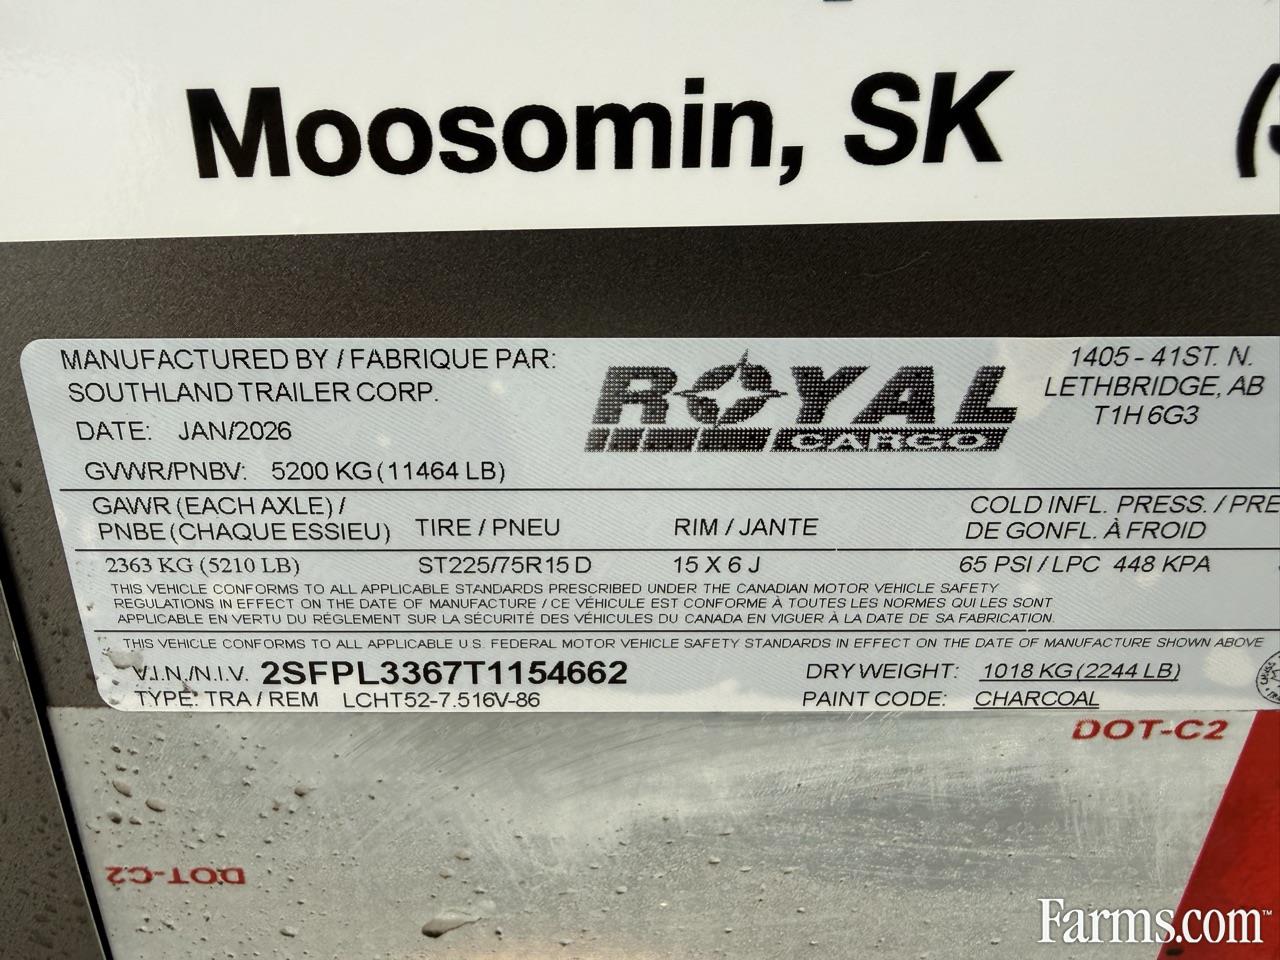 Moosomin, SK
MANUFACTURED BY / FABRIQUE PAR:
SOUTHLAND TRAILER CORP.
DATE: JAN/2026
GVWR/PNBV: 5200 KG (11464 LB)
ROYAL
CARGO
1405 - 41ST. N.
LETHBRIDGE, AB
T1H 6G3
GAWR (EACH AXLE) /
PNBE (CHAQUE ESSIEU) TIRE / PNEU RIM / JANTE
COLD INFL. PRESS. / PRE
DE GONFL. À FROID
2363 KG (5210 LB) ST225/75R15 D 15 X 6 J 65 PSI / LPC 448 KPA
THIS VEHICLE CONFORMS TO ALL APPLICABLE STANDARDS PRESCRIBED UNDER THE CANADIAN MOTOR VEHICLE SAFETY
REGULATIONS IN EFFECT ON THE DATE OF MANUFACTURE / CE VÉHICULE EST CONFORME À TOUTES LES NORMES QUI LES SONT
APPLICABLE EN VERTU DU RÉGLEMENT SUR LA SÉCURITÉ DES VÉHICULES DU CANADA EN VIGUER À LA DATE DE SA FABRICATION.
THIS VEHICLE CONFORMS TO ALL APPLICABLE U.S. FEDERAL MOTOR VEHICLE SAFETY STANDARDS IN EFFECT ON THE DATE OF MANUFACTURE SHOWN ABOVE
V.I.N./N.I.V. 2SFPL3367T1154662 DRY WEIGHT: 1018 KG (2244 LB)
TYPE: TRA / REM LCHT52-7.516V-86 PAINT CODE: CHARCOAL
DOT-C2
DOT-C2
Farms.com™